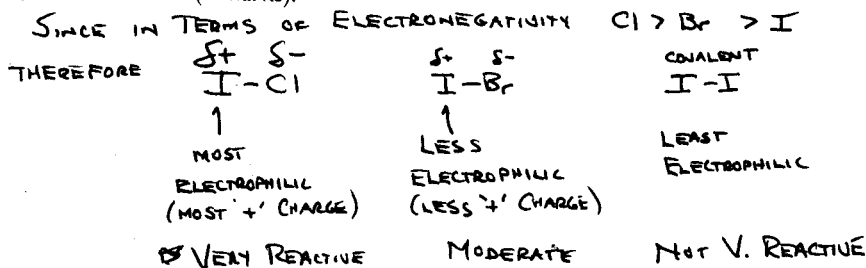 SINCE IN TERMS OF ELECTRONEGATIVITY Cl > Br > I
THEREFORE
δ+ δ-
I-Cl
↑
MOST
ELECTROPHILIC
(MOST '+' CHARGE)
VERY REACTIVE
δ+ δ-
I-Br
↑
LESS
ELECTROPHILIC
(LESS '+' CHARGE)
MODERATE
COVALENT
I-I
LEAST
ELECTROPHILIC
NOT V. REACTIVE